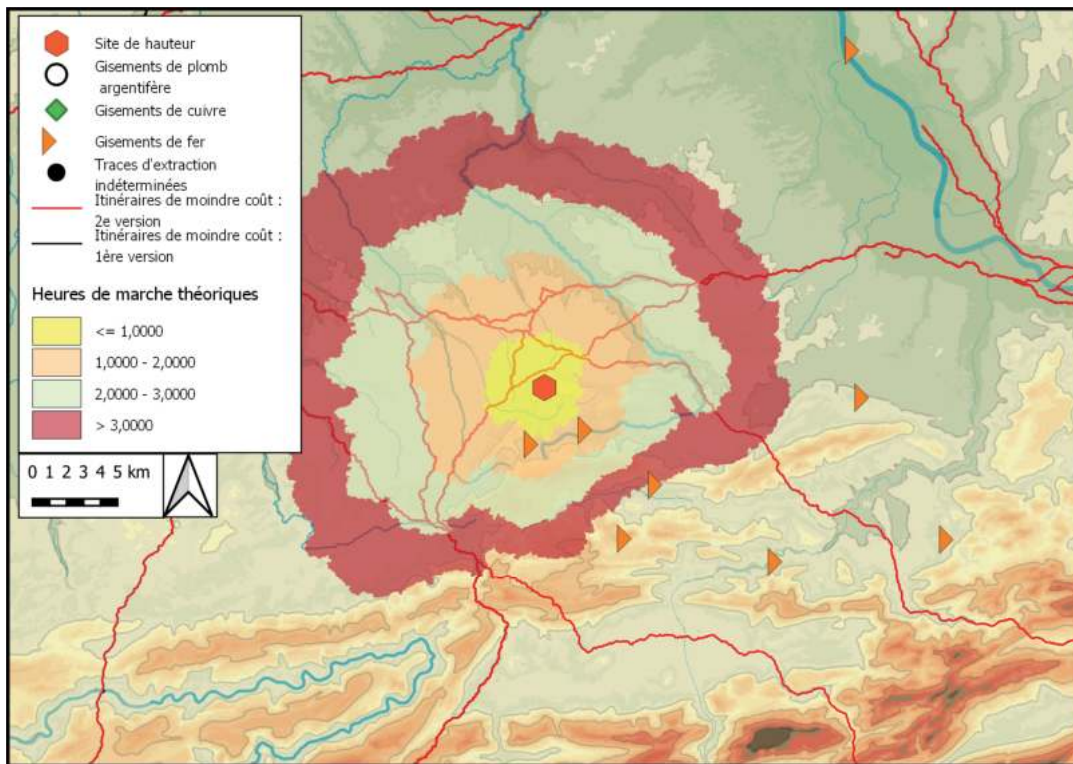 Site de hauteur
Gisements de plomb
argentifère
Gisements de cuivre
Gisements de fer
Traces d'extraction
indéterminées
Itinéraires de moindre coût :
2e version
Itinéraires de moindre coût :
1ère version
Heures de marche théoriques
<= 1,0000
1,0000 - 2,0000
2,0000 - 3,0000
> 3,0000
0 1 2 3 4 5 km